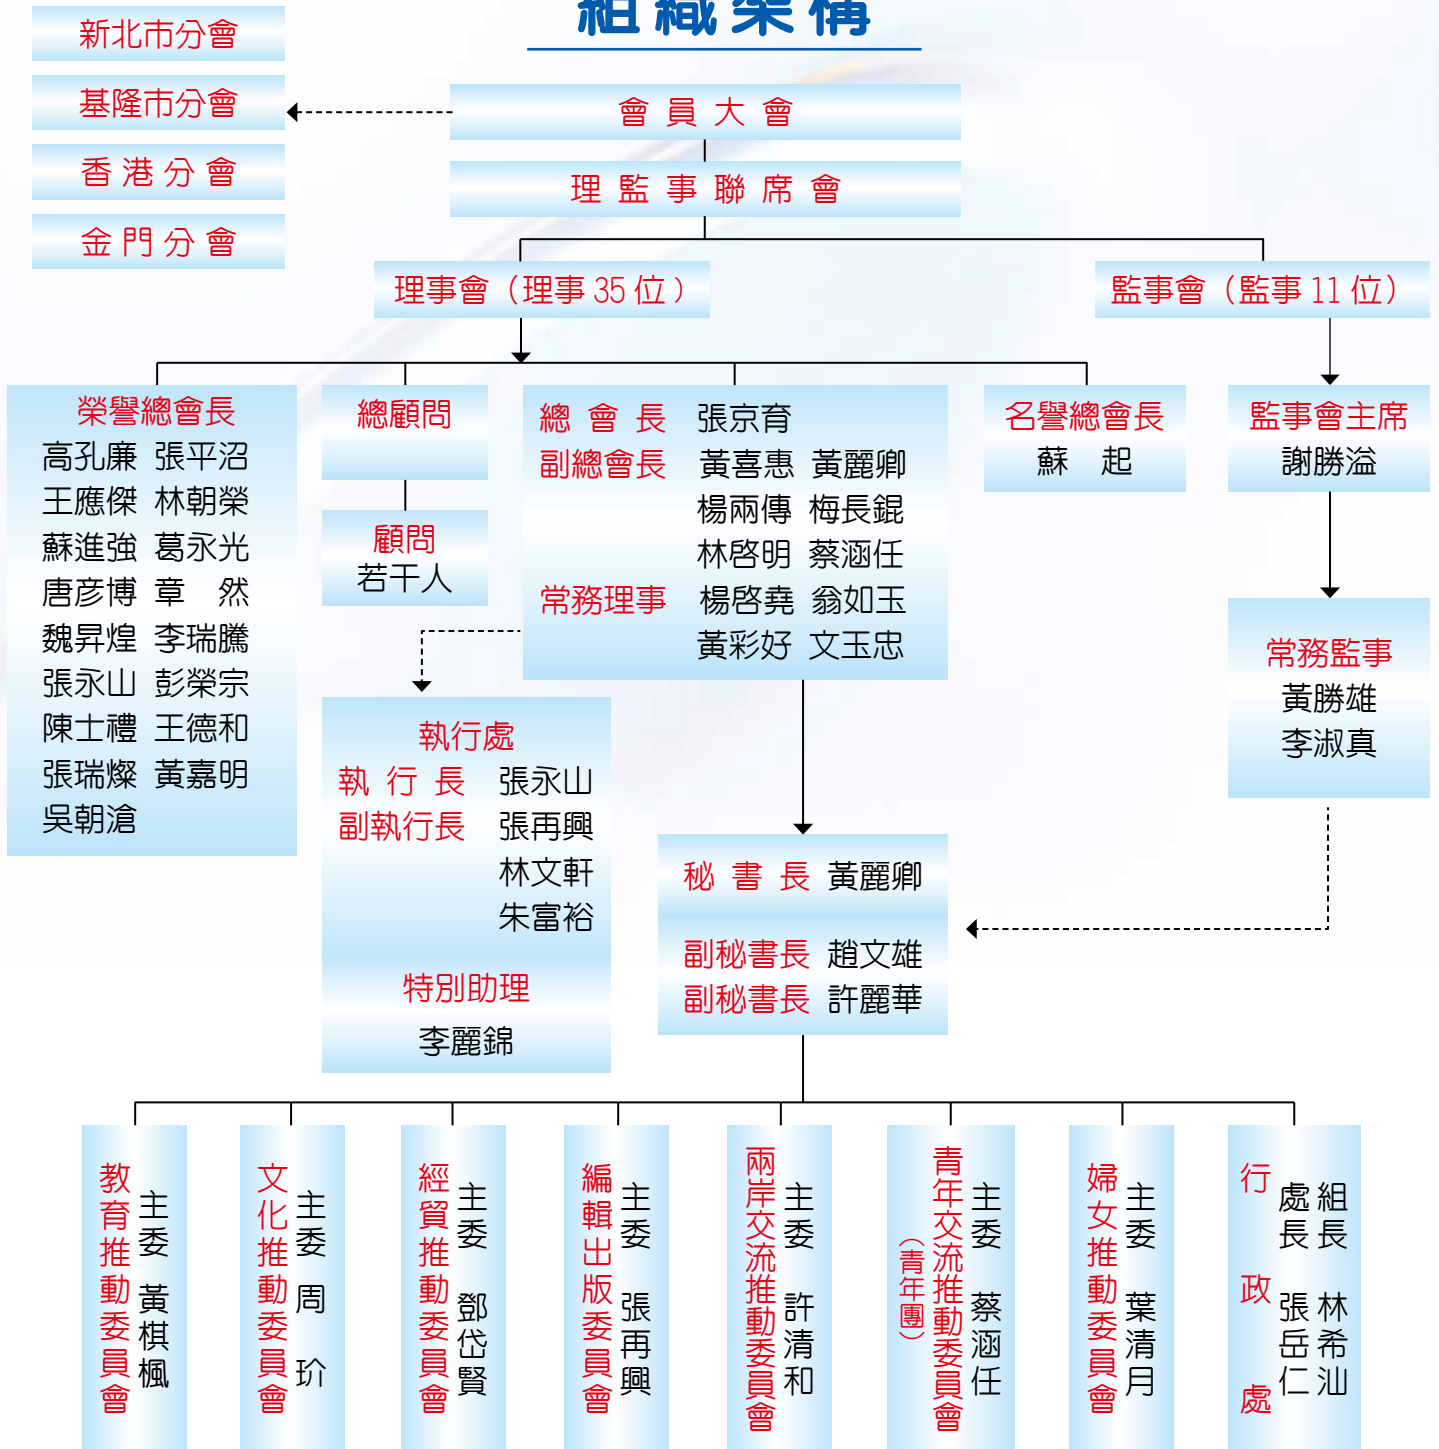 組織架構
新北市分會
基隆市分會
香港分會
金門分會
會員大會
理監事聯席會
理事會（理事 35 位）
監事會（監事 11 位）
榮譽總會長
高孔廉 張平沼
王應傑 林朝榮
蘇進強 葛永光
唐彥博 章　然
魏昇煌 李瑞騰
張永山 彭榮宗
陳士禮 王德和
張瑞燦 黃嘉明
吳朝滄
總顧問
顧問
若干人
總會長 張京育
副總會長 黃喜惠 黃麗卿
楊兩傳 梅長錕
林啓明 蔡涵任
常務理事 楊啓堯 翁如玉
黃彩好 文玉忠
名譽總會長
蘇　起
監事會主席
謝勝溢
常務監事
黃勝雄
李淑真
執行處
執行長 張永山
副執行長 張再興
林文軒
朱富裕
特別助理
李麗錦
秘書長 黃麗卿
副秘書長 趙文雄
副秘書長 許麗華
教育推動委員會
主委 黃棋楓
文化推動委員會
主委 周　玠
經貿推動委員會
主委 鄧岱賢
編輯出版委員會
主委 張再興
兩岸交流推動委員會
主委 許清和
青年交流推動委員會
（青年團）
主委 蔡涵任
婦女推動委員會
主委 葉清月
行政處
處長 張岳仁
組長 林希汕